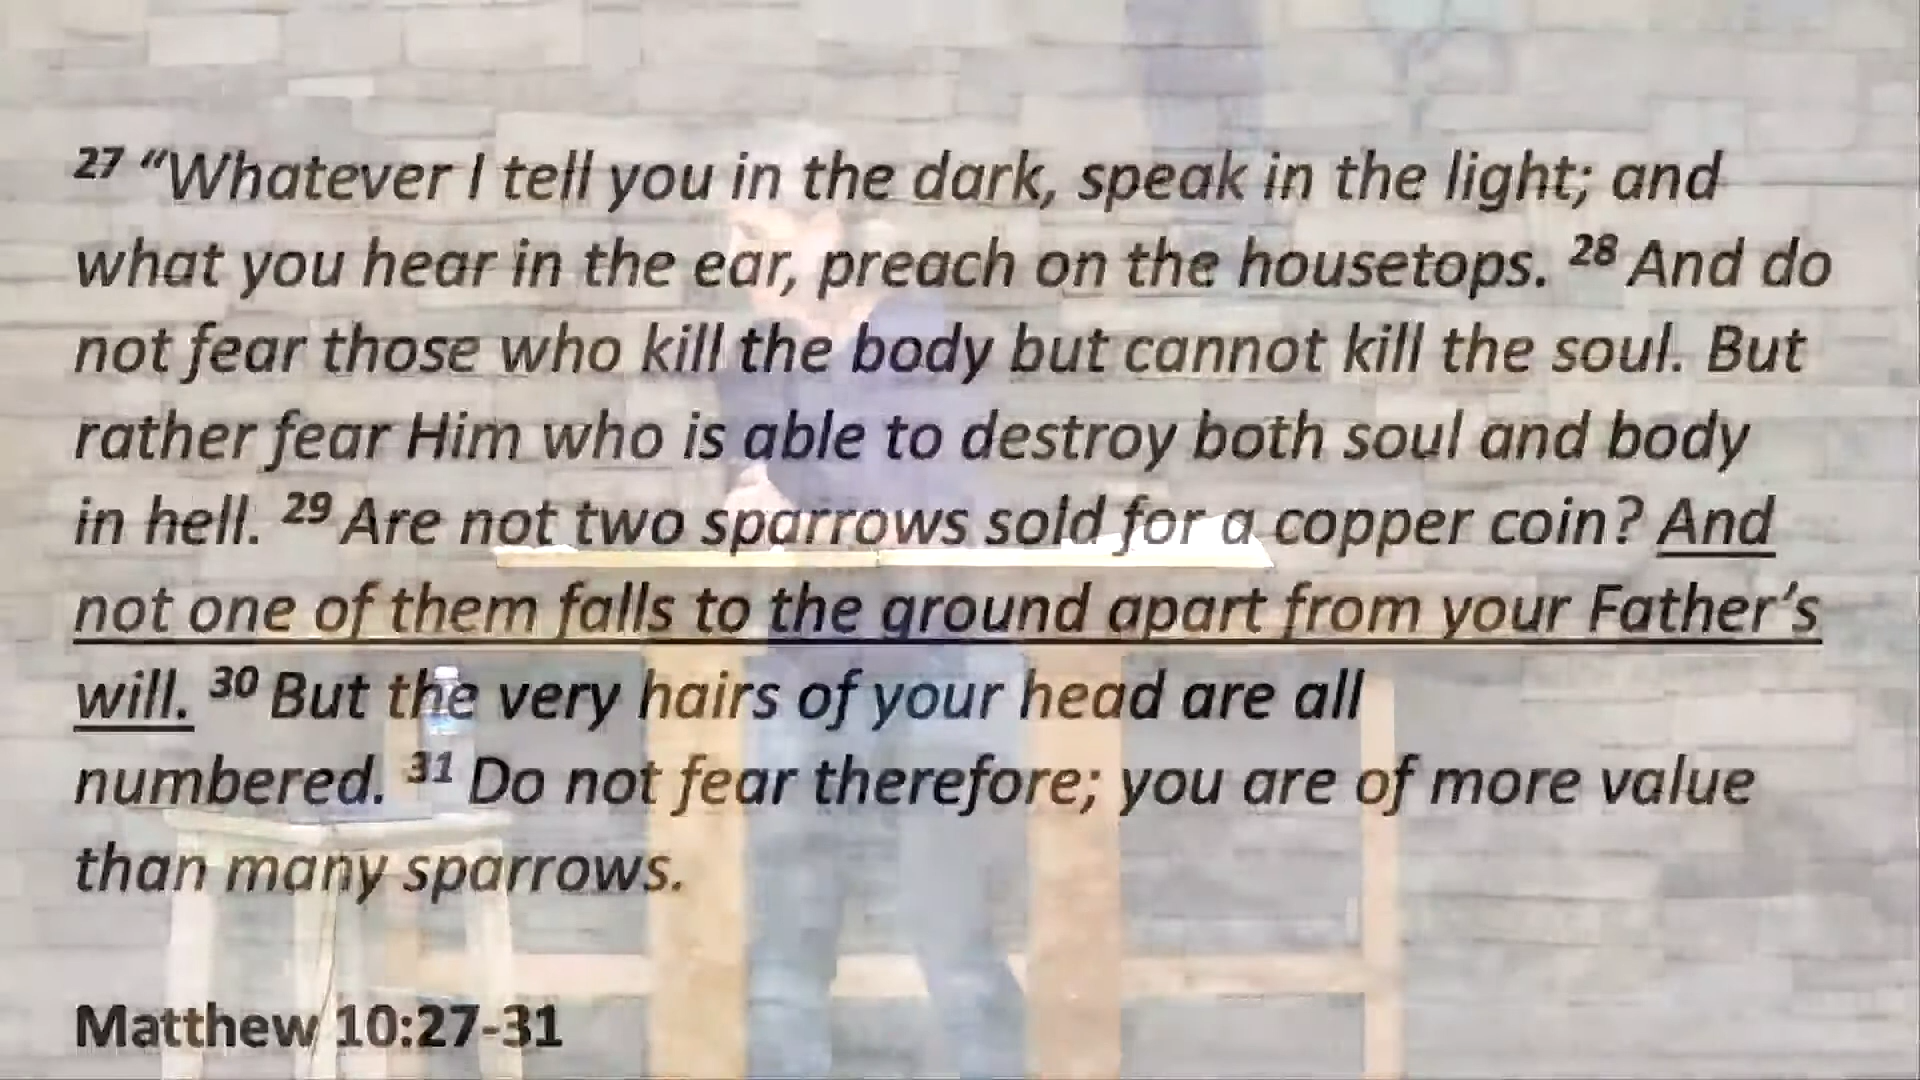 27 “Whatever I tell you in the dark, speak in the light; and
what you hear in the ear, preach on the housetops. 28 And do
not fear those who kill the body but cannot kill the soul. But
rather fear Him who is able to destroy both soul and body
in hell. 29 Are not two sparrows sold for a copper coin? And
not one of them falls to the ground apart from your Father’s
will. 30 But the very hairs of your head are all
numbered. 31 Do not fear therefore; you are of more value
than many sparrows.
Matthew 10:27-31